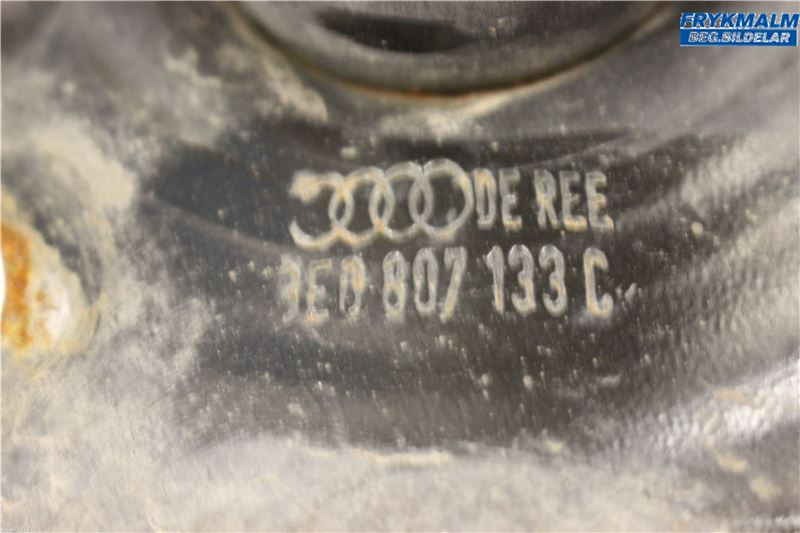 FRYKMALM
BEG.BILDELAR
DE REE
8E0 807 133 C